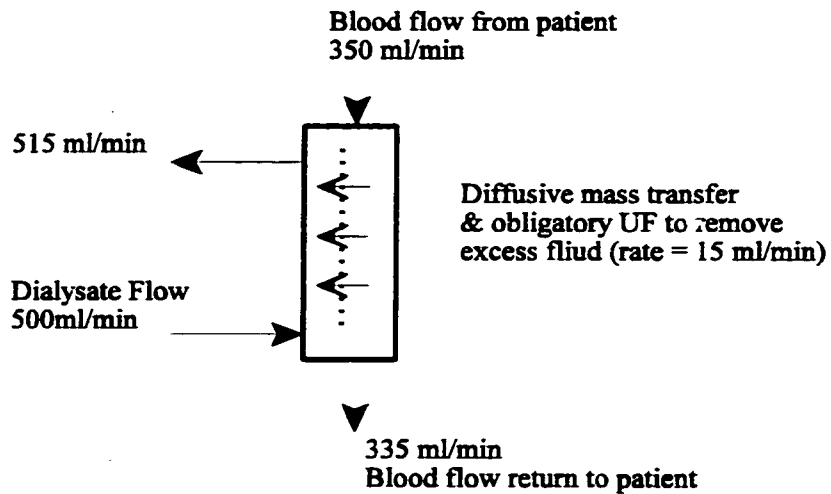 Blood flow from patient
350 ml/min
515 ml/min
Diffusive mass transfer
& obligatory UF to remove
excess fliud (rate = 15 ml/min)
Dialysate Flow
500ml/min
335 ml/min
Blood flow return to patient